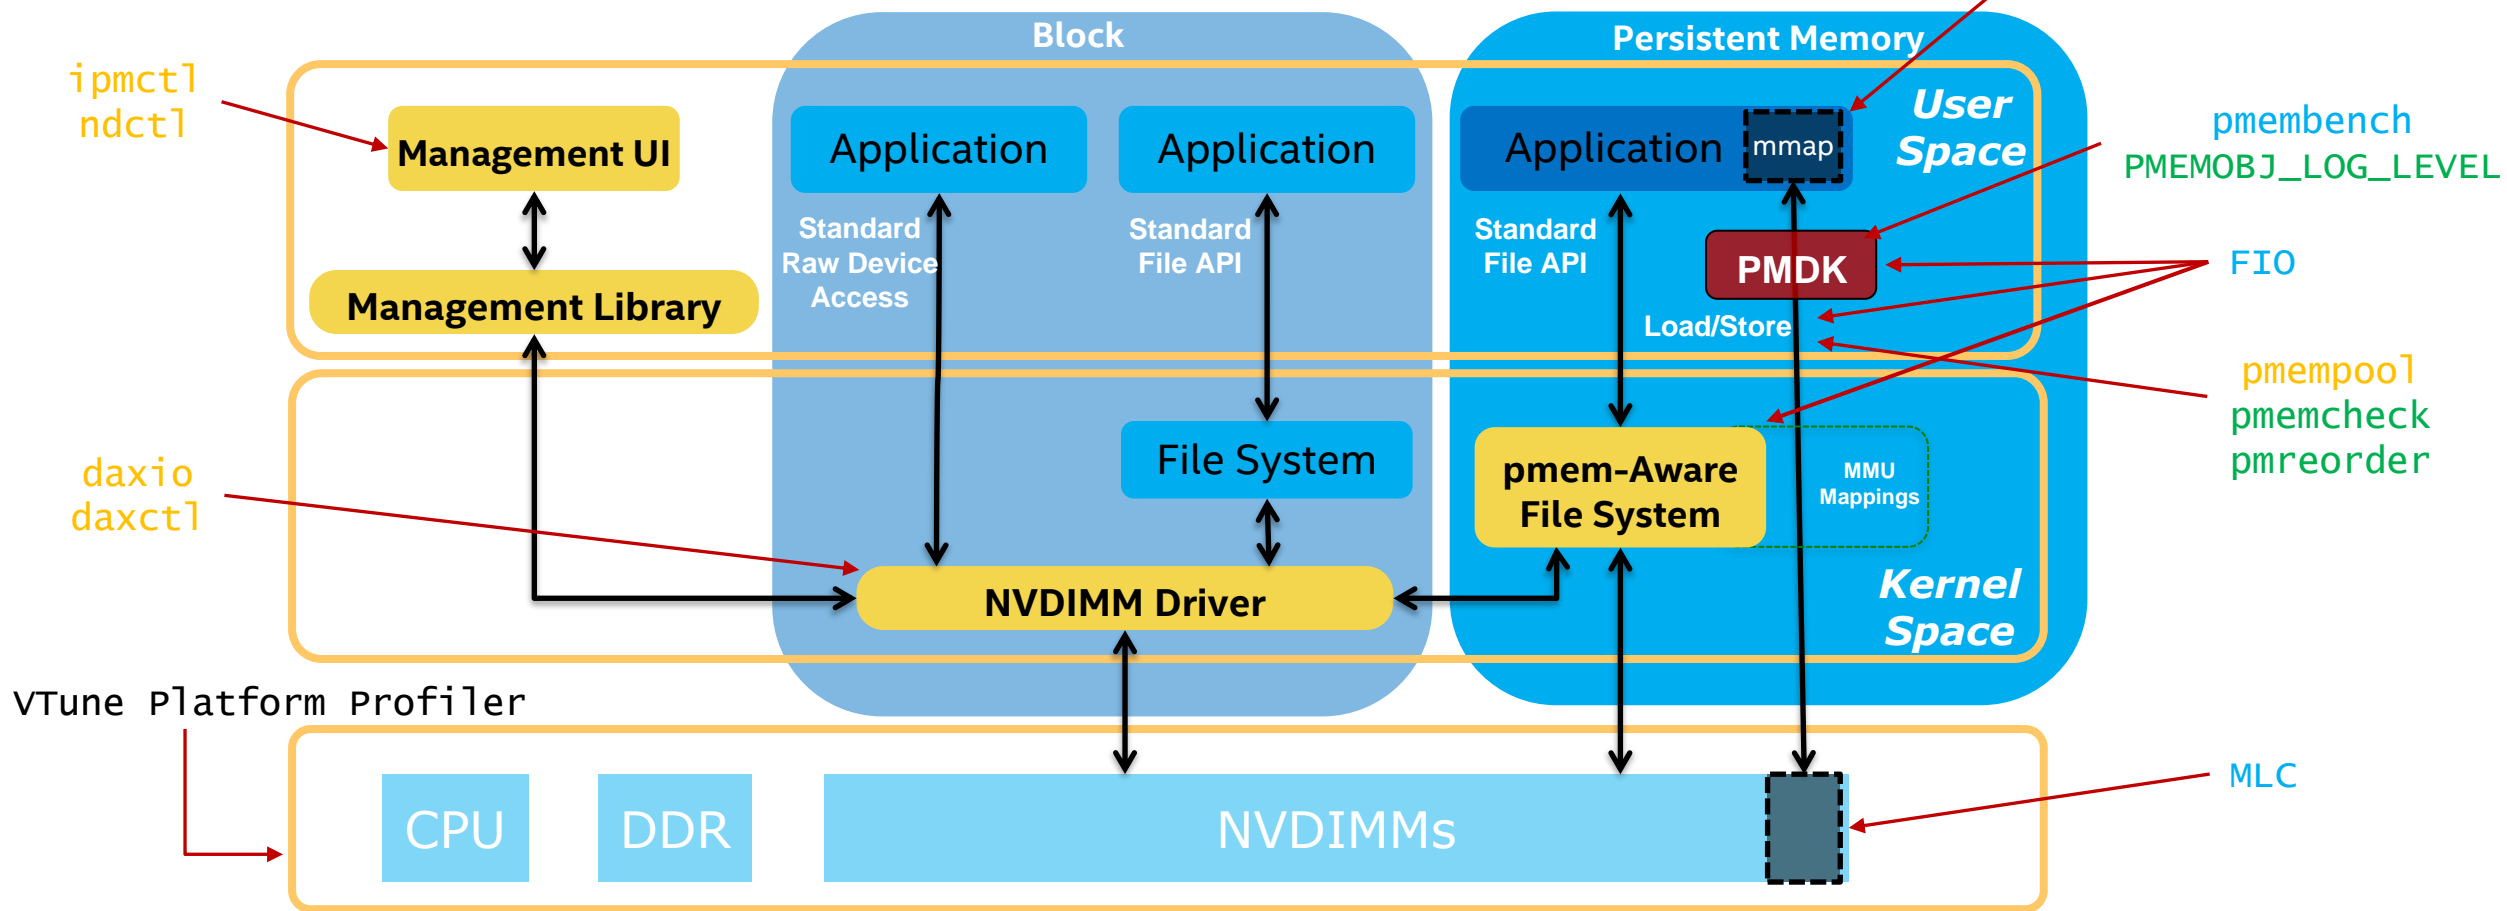 Block
Persistent Memory
ipmctl
ndctl
Management UI
Application
Application
Application
mmap
User
Space
pmembench
PMEMOBJ_LOG_LEVEL
Standard
Raw Device
Access
Standard
File API
Standard
File API
PMDK
FIO
Management Library
Load/Store
pmempool
pmemcheck
pmreorder
daxio
daxctl
File System
pmem-Aware
File System
MMU
Mappings
NVDIMM Driver
Kernel
Space
VTune Platform Profiler
CPU
DDR
NVDIMMs
MLC